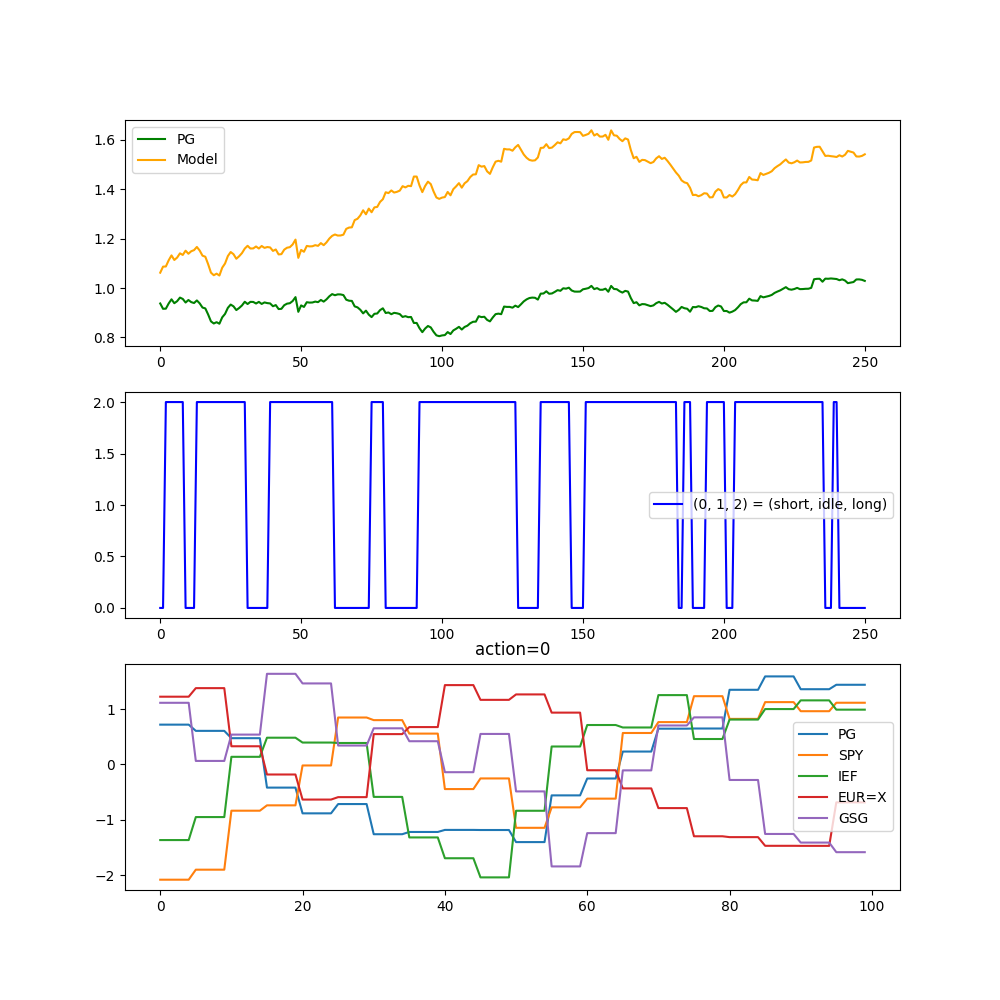 PG
Model
1.6
1.4
1.2
1.0
0.8
0 50 100 150 200 250
2.0
1.5
1.0
0.5
0.0
(0, 1, 2) = (short, idle, long)
0 50 100 150 200 250
action=0
1
0
−1
−2
PG
SPY
IEF
EUR=X
GSG
0 20 40 60 80 100